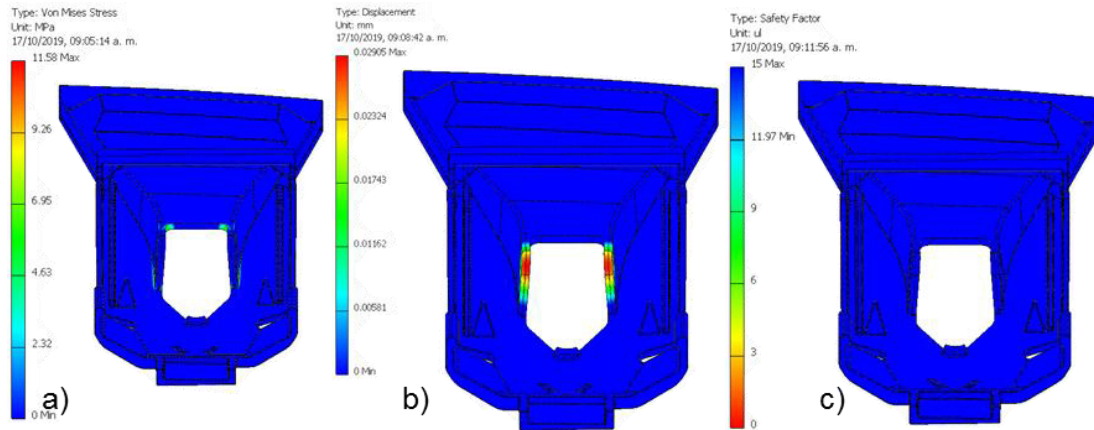 Type: Von Mises Stress
Unit: MPa
17/10/2019, 09:05:14 a. m.
11.58 Max
9.26
6.95
4.63
2.32
0 Min
a)
Type: Displacement
Unit: mm
17/10/2019, 09:08:42 a. m.
0.02905 Max
0.02324
0.01743
0.01162
0.00581
0 Min
b)
Type: Safety Factor
Unit: ul
17/10/2019, 09:11:56 a. m.
15 Max
11.97 Min
9
6
3
0
c)